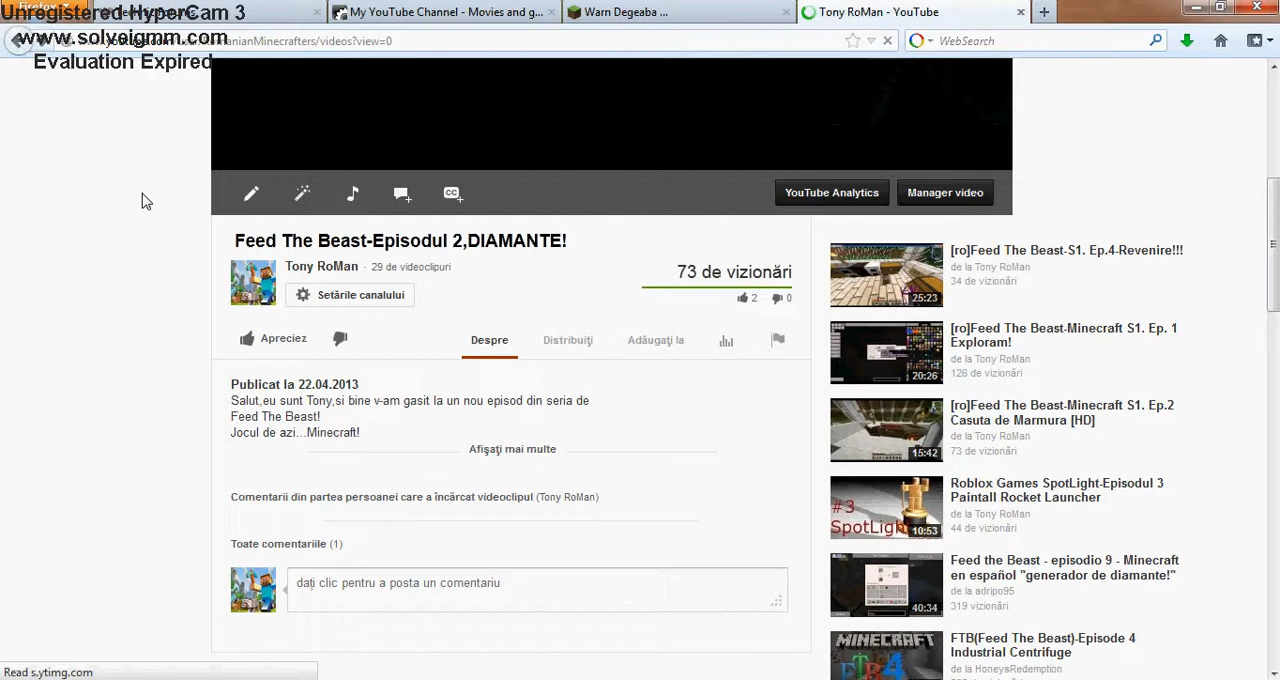 Firefox
Unregistered HyperCam 3
My YouTube Channel - Movies and g...
Warn Degeaba ...
Tony RoMan - YouTube
www.solveigmm.com
anianMinecrafters/videos?view=0
WebSearch
Evaluation Expired
YouTube Analytics
Manager video
Feed The Beast-Episodul 2,DIAMANTE!
Tony RoMan · 29 de videoclipuri
Setările canalului
73 de vizionări
2
0
Apreciez
Despre
Distribuiţi
Adăugaţi la
Publicat la 22.04.2013
Salut,eu sunt Tony,si bine v-am gasit la un nou episod din seria de
Feed The Beast!
Jocul de azi...Minecraft!
Afişaţi mai multe
Comentarii din partea persoanei care a încărcat videoclipul (Tony RoMan)
Toate comentariile (1)
daţi clic pentru a posta un comentariu
[ro]Feed The Beast-S1. Ep.4-Revenire!!!
de la Tony RoMan
34 de vizionări
25:23
[ro]Feed The Beast-Minecraft S1. Ep. 1
Exploram!
de la Tony RoMan
126 de vizionări
20:26
[ro]Feed The Beast-Minecraft S1. Ep.2
Casuta de Marmura [HD]
de la Tony RoMan
73 de vizionări
15:42
Roblox Games SpotLight-Episodul 3
Paintall Rocket Launcher
de la Tony RoMan
44 de vizionări
#3
SpotLigh
10:53
Feed the Beast - episodio 9 - Minecraft
en español "generador de diamante!"
de la adripo95
319 vizionări
40:34
FTB(Feed The Beast)-Episode 4
Industrial Centrifuge
de la HoneysRedemption
MINECRAFT
FTB 4
Read s.ytimg.com